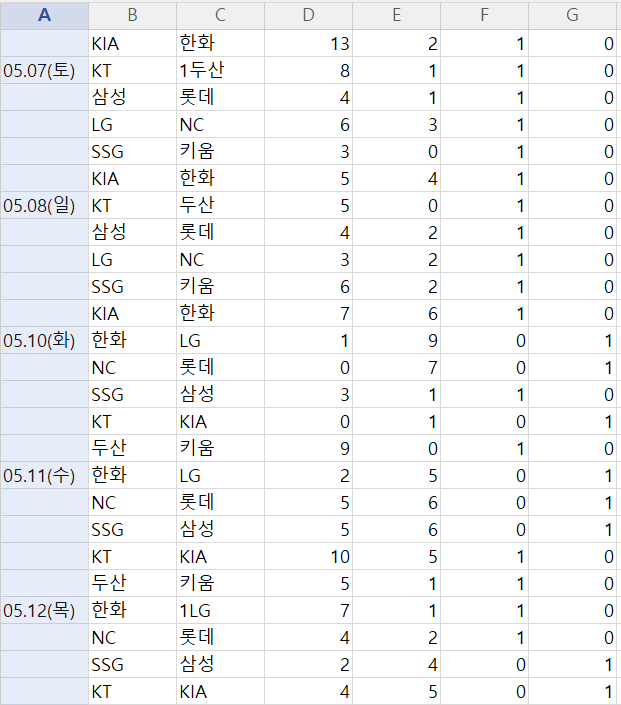 A B C D E F G
KIA 한화 13 2 1 0
05.07(토) KT 1두산 8 1 1 0
삼성 롯데 4 1 1 0
LG NC 6 3 1 0
SSG 키움 3 0 1 0
KIA 한화 5 4 1 0
05.08(일) KT 두산 5 0 1 0
삼성 롯데 4 2 1 0
LG NC 3 2 1 0
SSG 키움 6 2 1 0
KIA 한화 7 6 1 0
05.10(화) 한화 LG 1 9 0 1
NC 롯데 0 7 0 1
SSG 삼성 3 1 1 0
KT KIA 0 1 0 1
두산 키움 9 0 1 0
05.11(수) 한화 LG 2 5 0 1
NC 롯데 5 6 0 1
SSG 삼성 5 6 0 1
KT KIA 10 5 1 0
두산 키움 5 1 1 0
05.12(목) 한화 1LG 7 1 1 0
NC 롯데 4 2 1 0
SSG 삼성 2 4 0 1
KT KIA 4 5 0 1